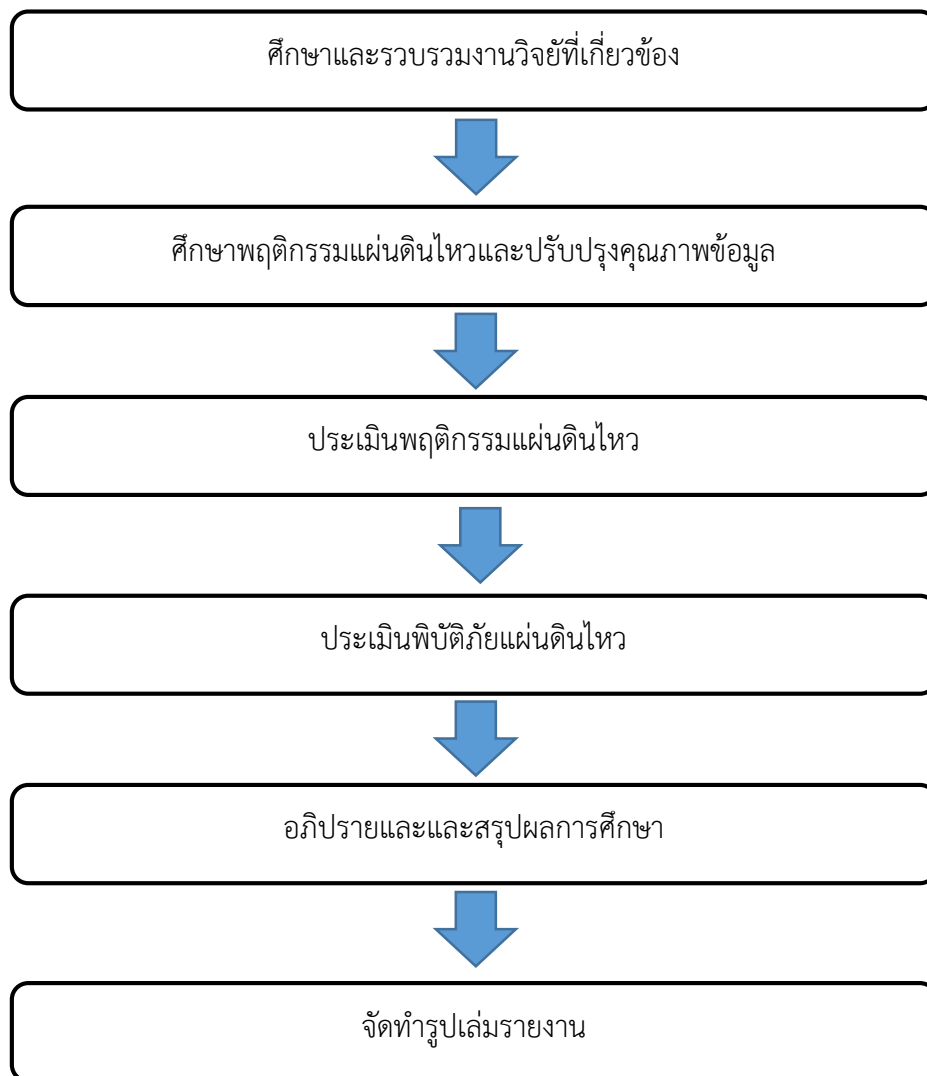 ศึกษาและรวบรวมงานวิจัยที่เกี่ยวข้อง
ศึกษาพฤติกรรมแผ่นดินไหวและปรับปรุงคุณภาพข้อมูล
ประเมินพฤติกรรมแผ่นดินไหว
ประเมินพิบัติภัยแผ่นดินไหว
อภิปรายและและสรุปผลการศึกษา
จัดทำรูปเล่มรายงาน